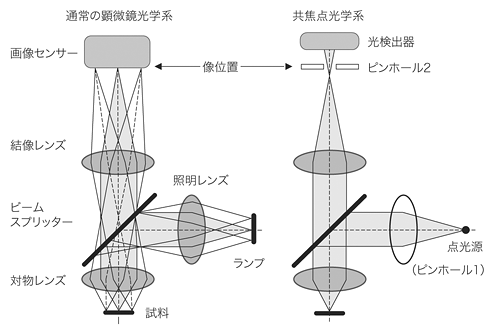 通常の顕微鏡光学系
共焦点光学系
画像センサー
光検出器
像位置
ピンホール2
結像レンズ
照明レンズ
ビーム
スプリッター
ランプ
点光源
(ピンホール1)
対物レンズ
試料